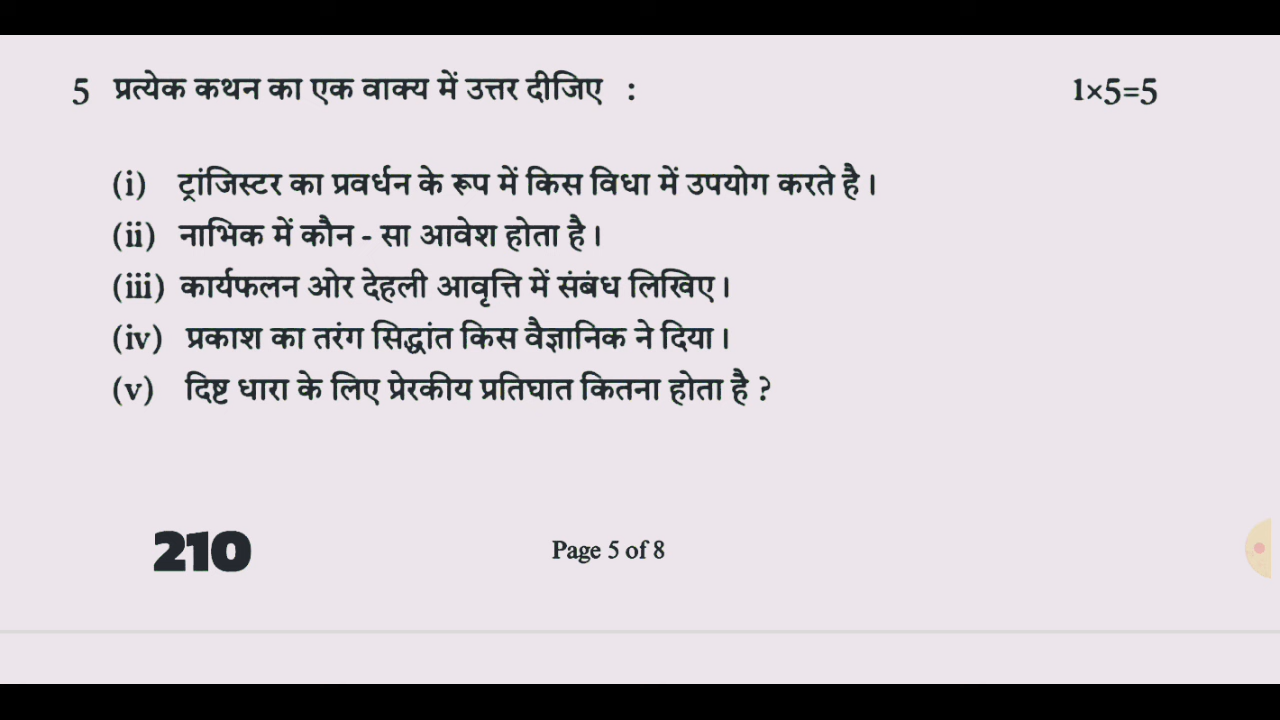 5 प्रत्येक कथन का एक वाक्य में उत्तर दीजिए : 1×5=5
(i) ट्रांजिस्टर का प्रवर्धन के रूप में किस विधा में उपयोग करते है।
(ii) नाभिक में कौन - सा आवेश होता है।
(iii) कार्यफलन ओर देहली आवृत्ति में संबंध लिखिए।
(iv) प्रकाश का तरंग सिद्धांत किस वैज्ञानिक ने दिया।
(v) दिष्ट धारा के लिए प्रेरकीय प्रतिघात कितना होता है ?
210 Page 5 of 8